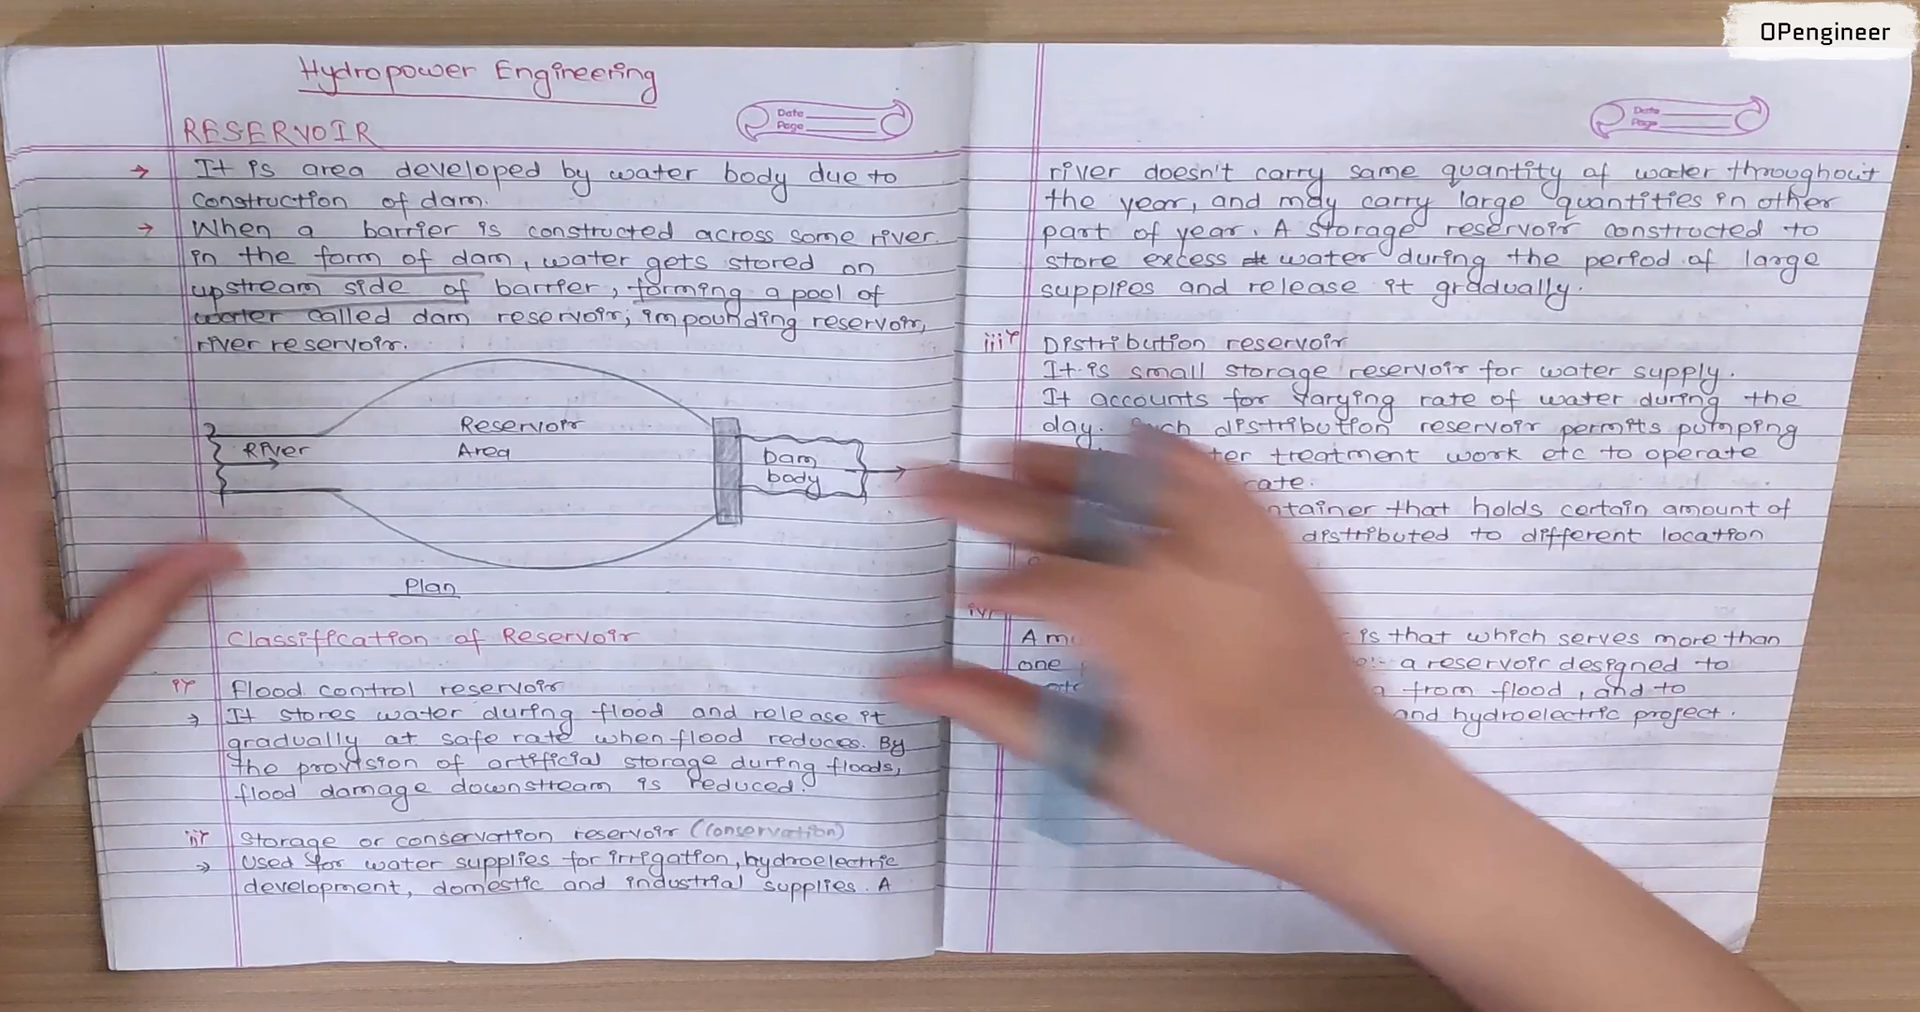 OPengineer
Hydropower Engineering
Date
Page
RESERVOIR
→ It is area developed by water body due to
construction of dam.
→ When a barrier is constructed across some river
in the form of dam, water gets stored on
upstream side of barrier, forming a pool of
water called dam reservoir, impounding reservoir,
river reservoir.
Reservoir
Area
River
Dam
body
Plan
Classification of Reservoir
i) Flood control reservoir
→ It stores water during flood and release it
gradually at safe rate when flood reduces. By
the provision of artificial storage during floods,
flood damage downstream is reduced.
ii) Storage or conservation reservoir (conservation)
→ Used for water supplies for irrigation, hydroelectric
development, domestic and industrial supplies. A
Date
Page
river doesn't carry same quantity of water throughout
the year, and may carry large quantities in other
part of year. A storage reservoir constructed to
store excess water during the period of large
supplies and release it gradually.
iii) Distribution reservoir
It is small storage reservoir for water supply.
It accounts for varying rate of water during the
day. distribution reservoir permits pumping
treatment work etc to operate
rate.
that holds certain amount of
distributed to different location
iv)
A is that which serves more than
one a reservoir designed to
from flood, and to
and hydroelectric project.